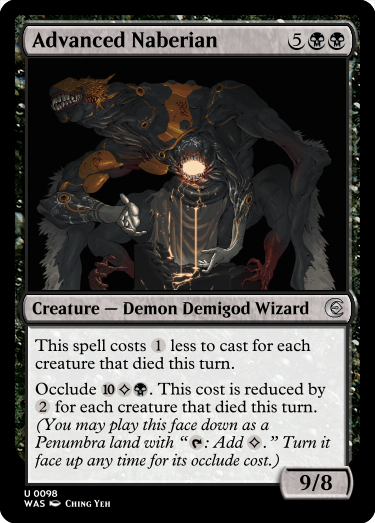 Advanced Naberian 5
Creature — Demon Demigod Wizard
This spell costs 1 less to cast for each
creature that died this turn.
Occlude 10. This cost is reduced by
2 for each creature that died this turn.
(You may play this face down as a
Penumbra land with “: Add .” Turn it
face up any time for its occlude cost.)
9/8
U 0098
WAS Ching Yeh